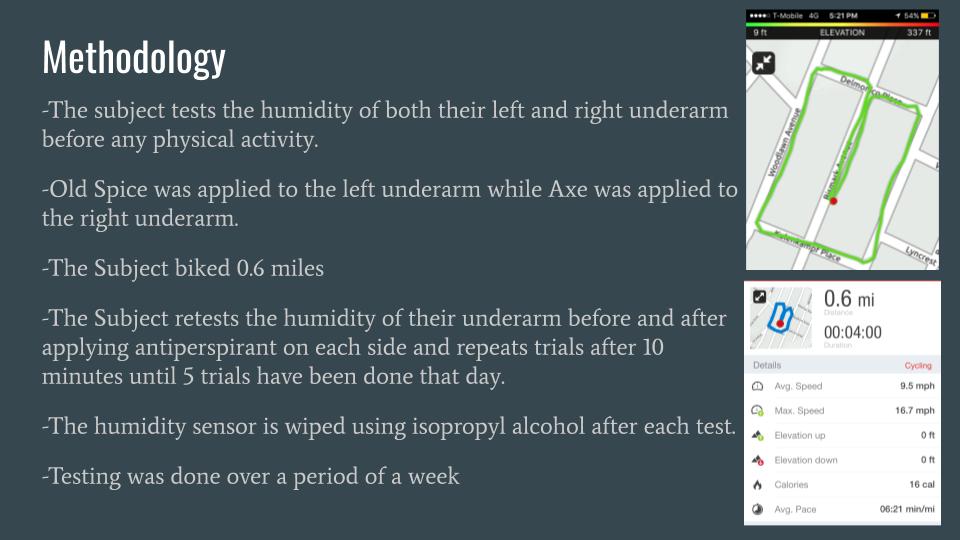 Methodology
-The subject tests the humidity of both their left and right underarm
before any physical activity.
-Old Spice was applied to the left underarm while Axe was applied to
the right underarm.
-The Subject biked 0.6 miles
-The Subject retests the humidity of their underarm before and after
applying antiperspirant on each side and repeats trials after 10
minutes until 5 trials have been done that day.
-The humidity sensor is wiped using isopropyl alcohol after each test.
-Testing was done over a period of a week
T-Mobile 4G 5:21 PM 54%
9 ft ELEVATION 337 ft
Woodlawn Avenue
Kulenkampf Place
Lyncrest
0.6 mi
Distance
00:04:00
Duration
Details Cycling
Avg. Speed 9.5 mph
Max. Speed 16.7 mph
Elevation up 0 ft
Elevation down 0 ft
Calories 16 cal
Avg. Pace 06:21 min/mi